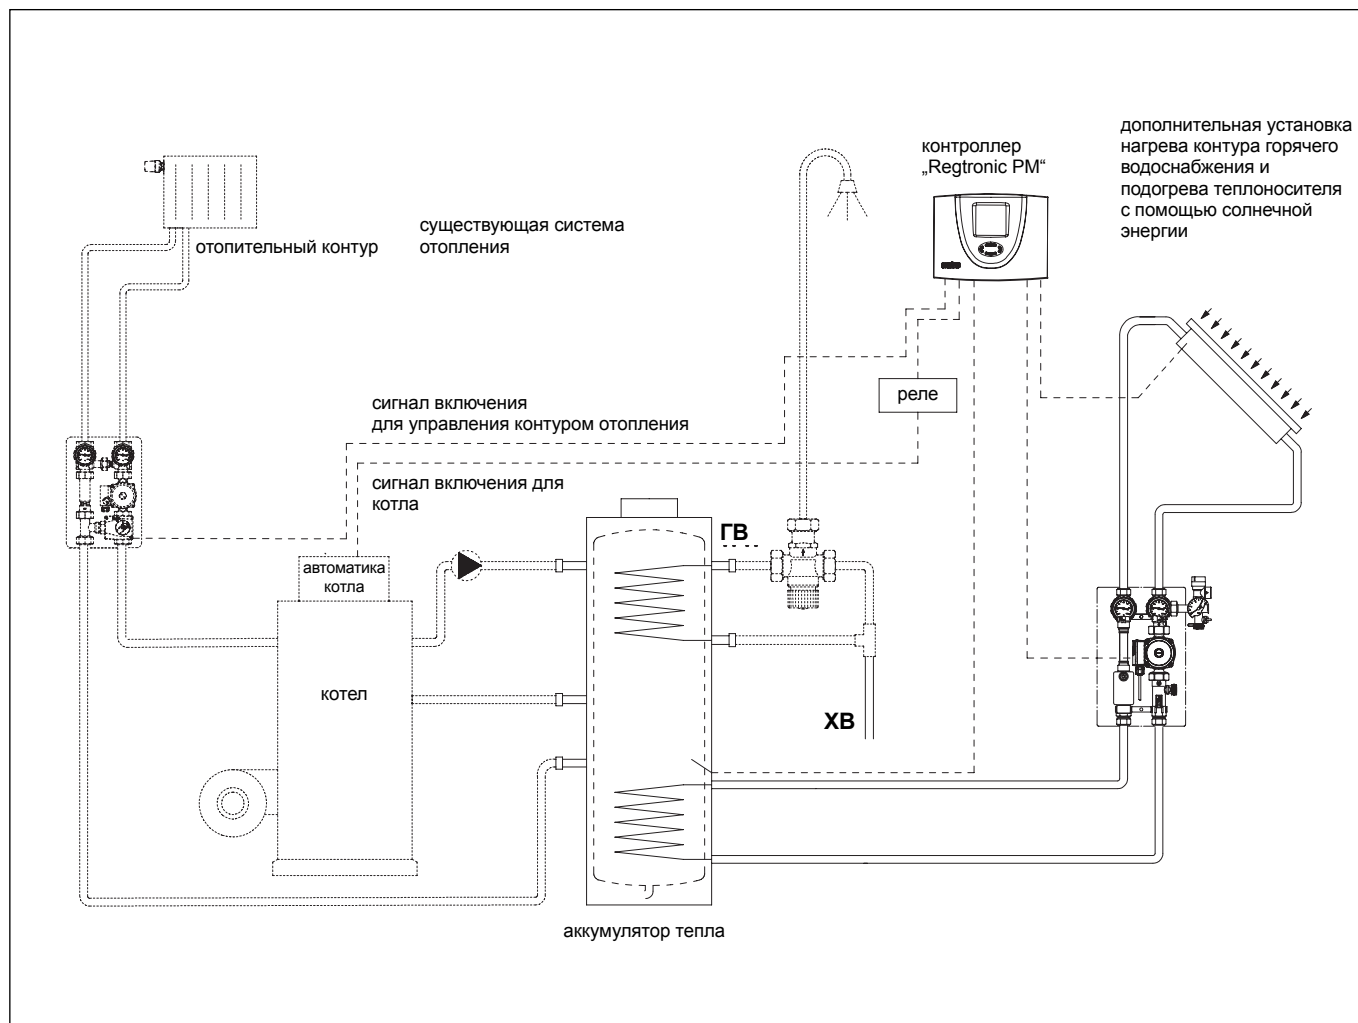 дополнительная установка
нагрева контура горячего
водоснабжения и
подогрева теплоносителя
с помощью солнечной
энергии
контроллер
„Regtronic PM“
существующая система
отопления
отопительный контур
реле
сигнал включения
для управления контуром отопления
сигнал включения для
котла
ГВ
автоматика
котла
котел
ХВ
аккумулятор тепла